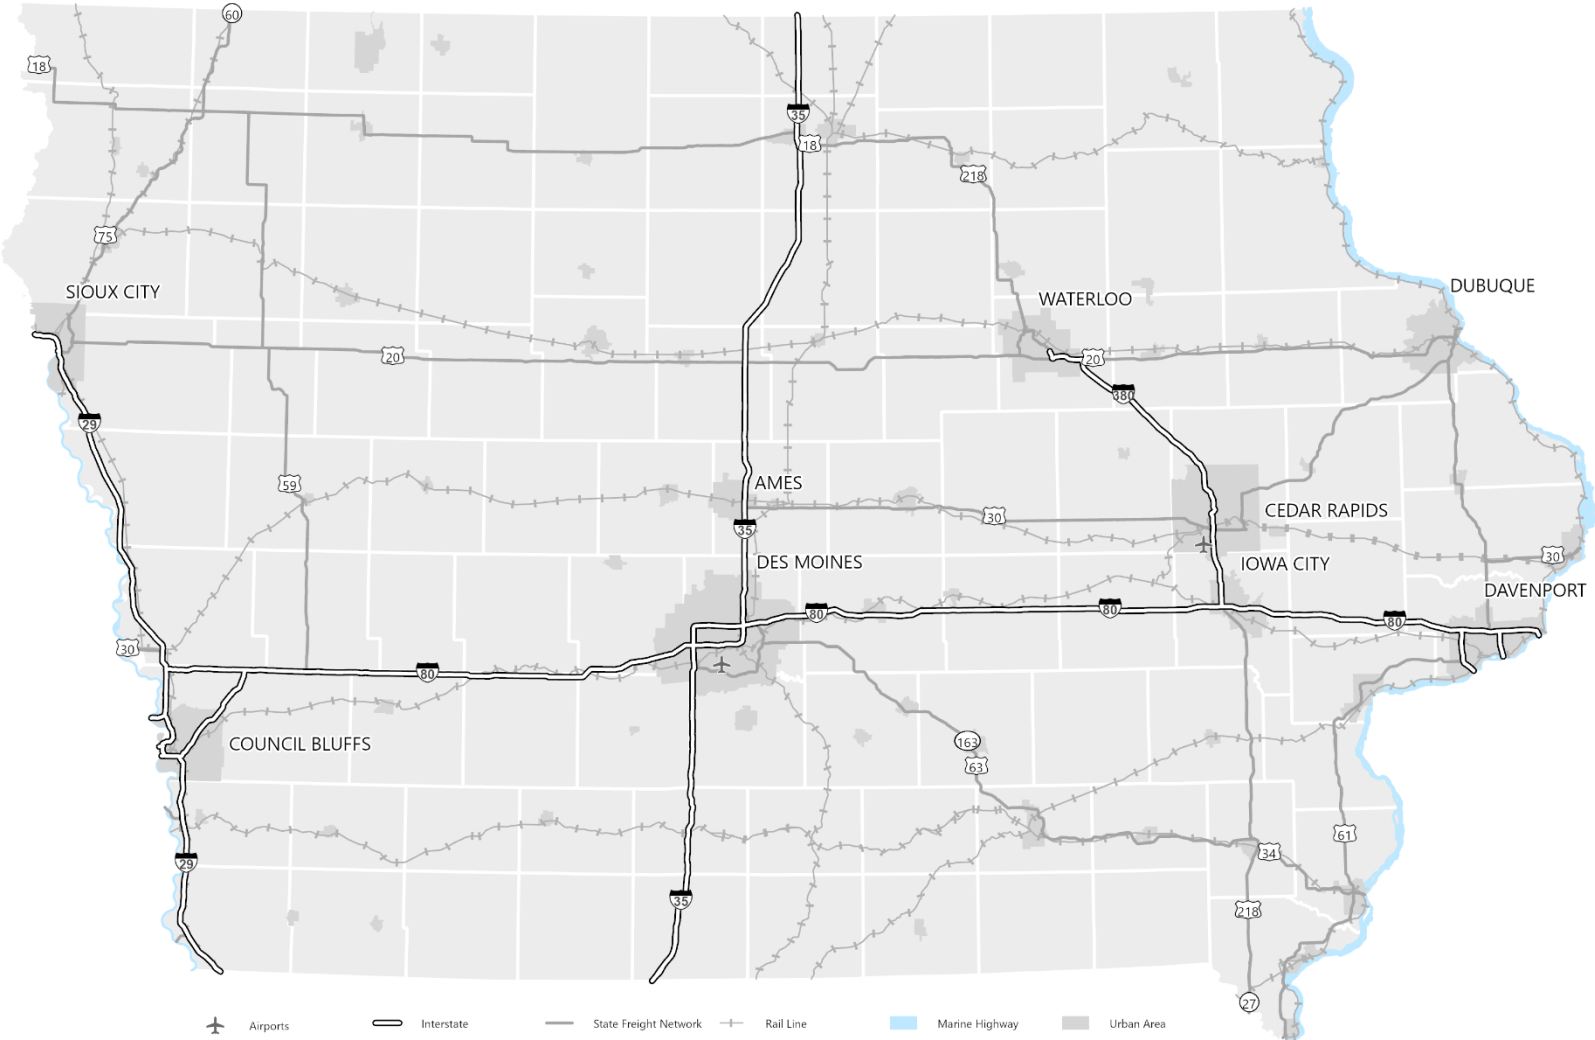 60
18
35
18
218
75
SIOUX CITY
DUBUQUE
WATERLOO
20
20
380
29
59
AMES
CEDAR RAPIDS
30
35
30
DES MOINES
IOWA CITY
DAVENPORT
80
80
80
30
80
COUNCIL BLUFFS
163
63
61
34
29
35
218
27
Airports
Interstate
State Freight Network
Rail Line
Marine Highway
Urban Area